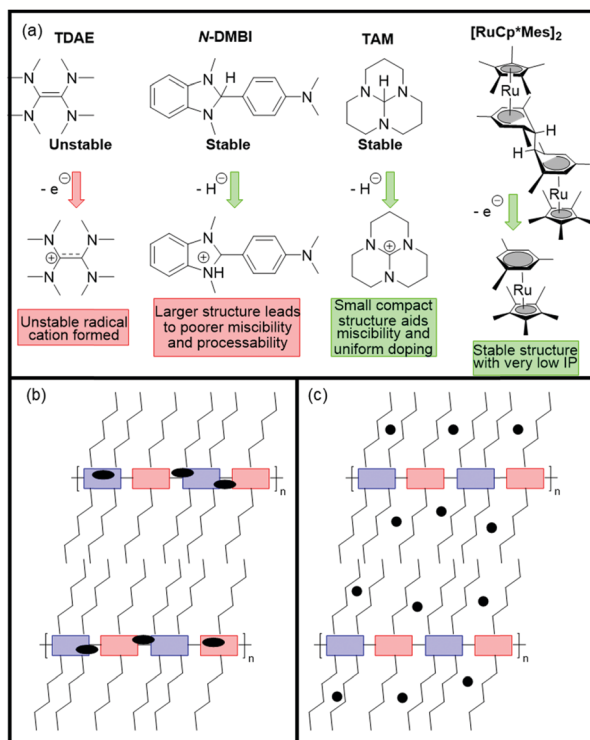 (a)
TDAE
N-DMBI
TAM
[RuCp*Mes]2
N
N
N
N
N
H
N
N
H
N
N
N
Ru
H
H
Ru
Unstable
Stable
Stable
- e⊖
- H⊖
- H⊖
- e⊖
N
N
⊕
N
N
N
⊕
NH
N
N
N
⊕
N
Ru
Unstable radical
cation formed
Larger structure leads
to poorer miscibility
and processability
Small compact
structure aids
miscibility and
uniform doping
Stable structure
with very low IP
(b)
n
n
(c)
n
n